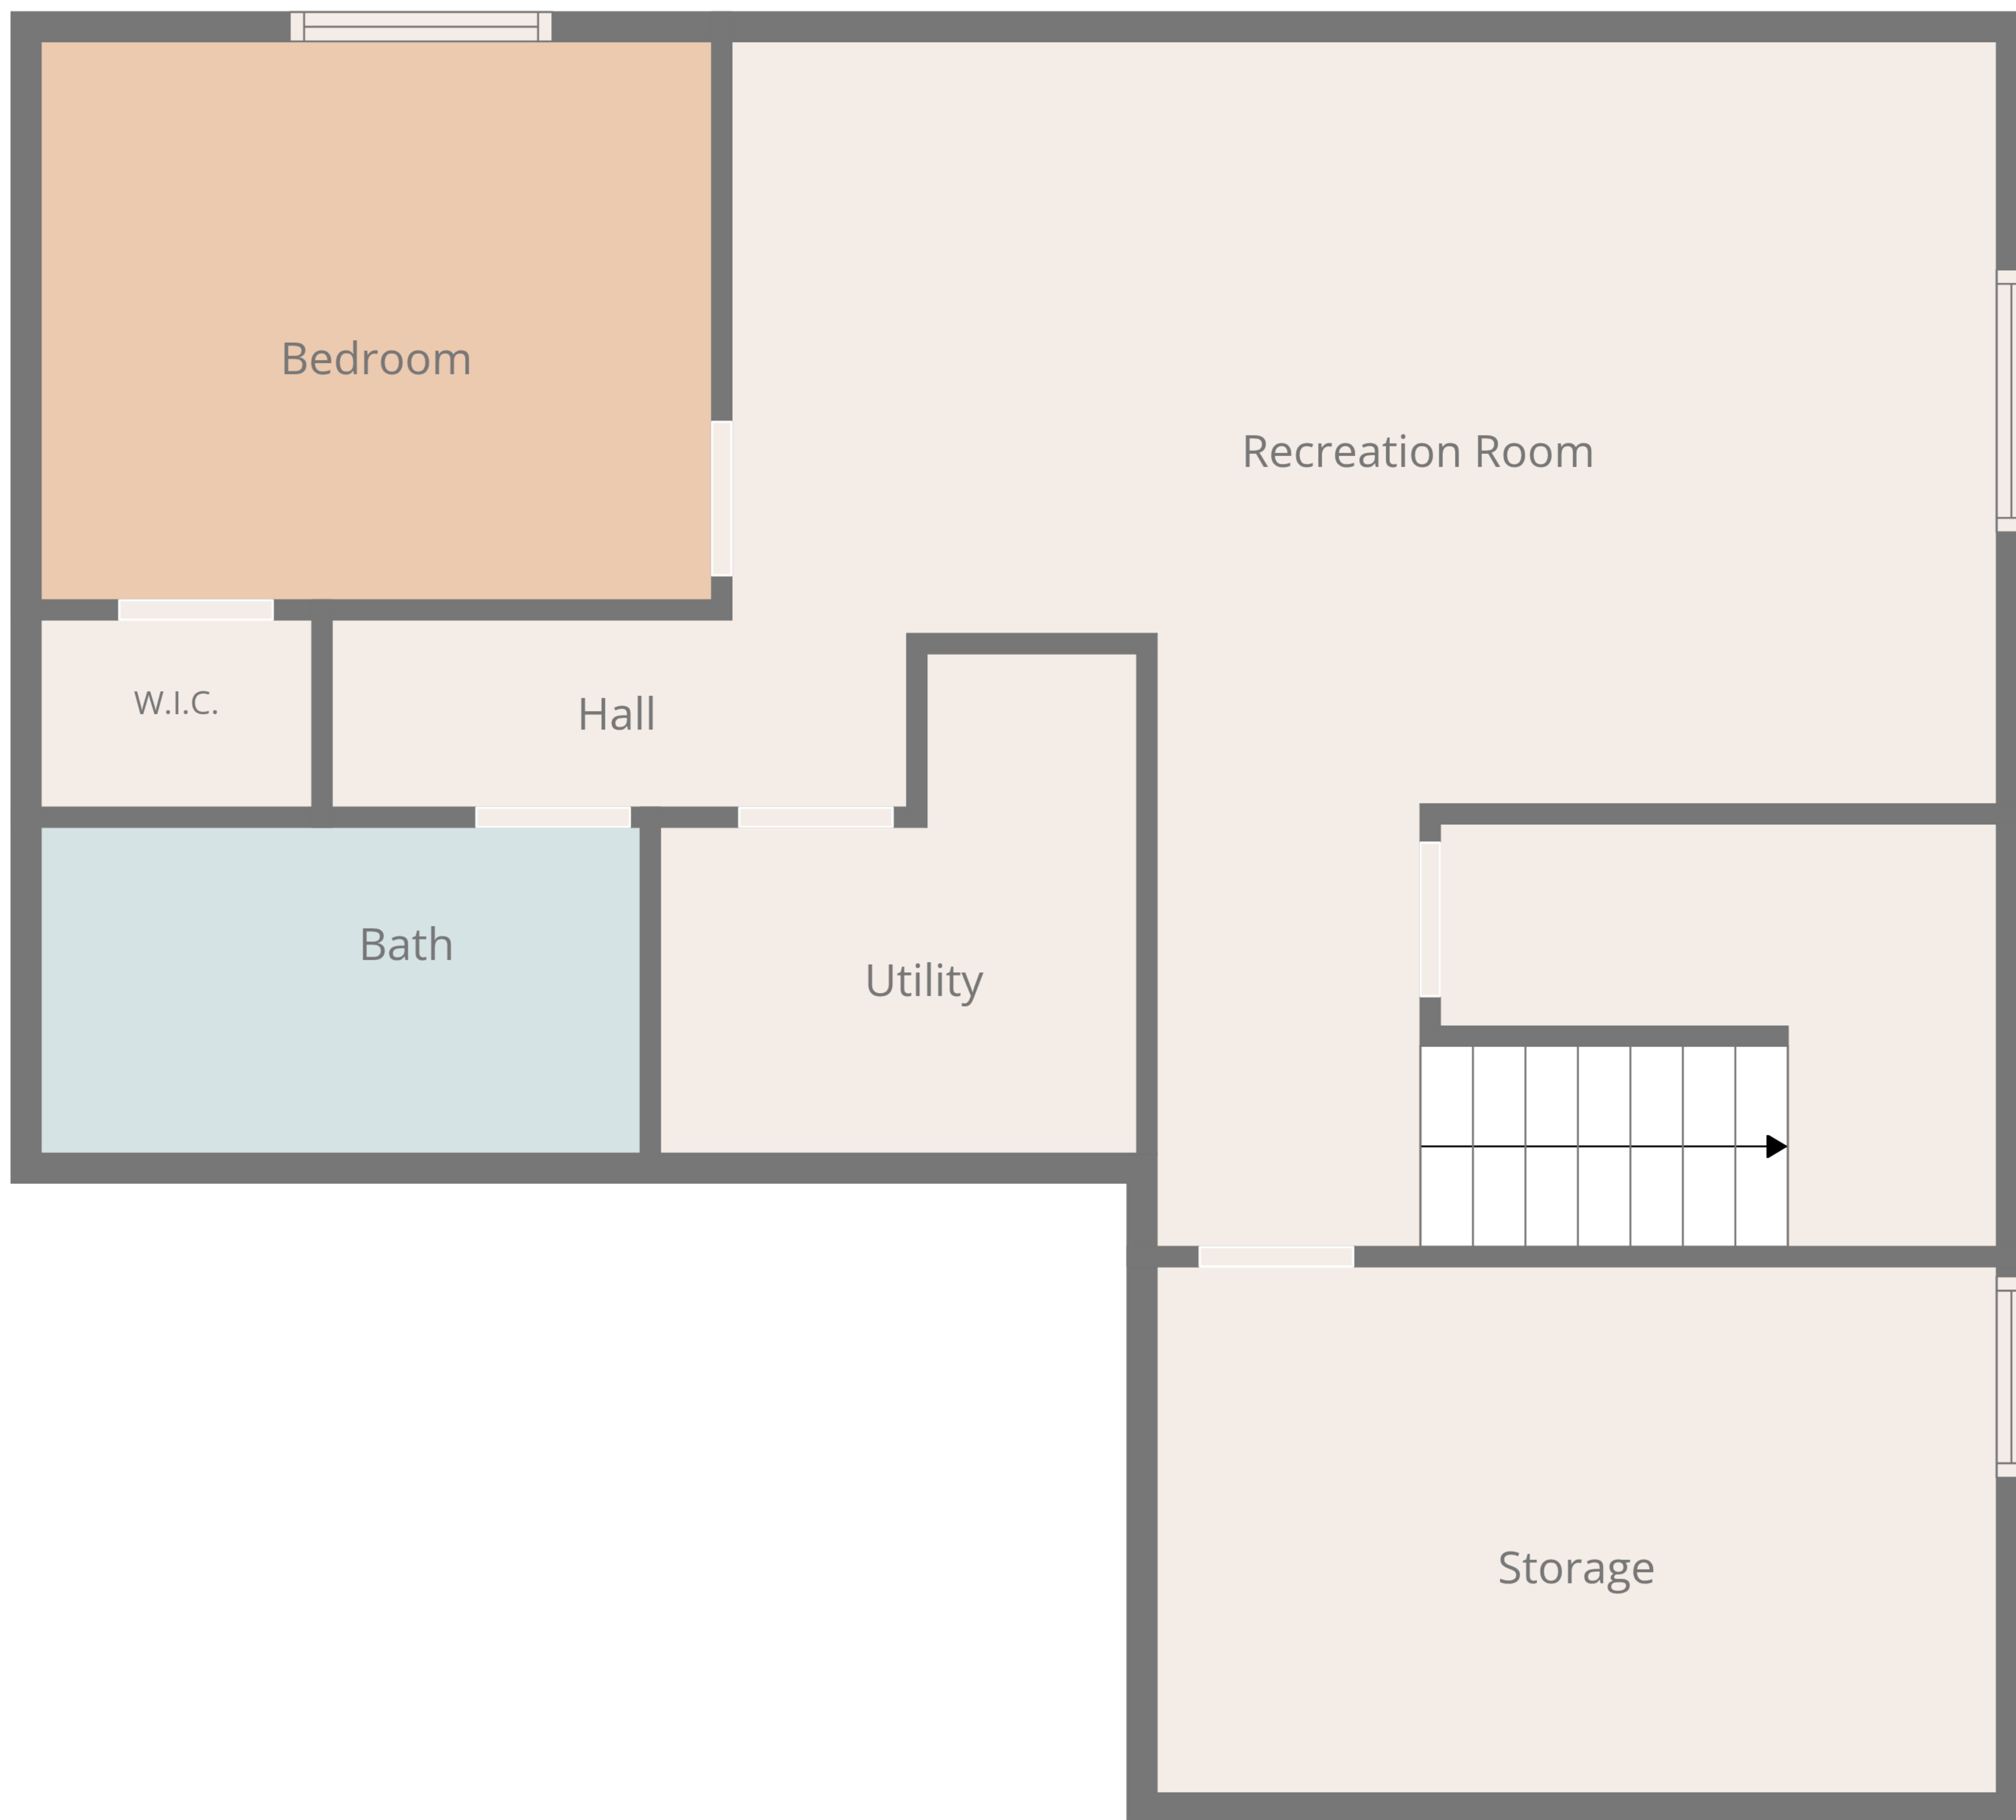 Bedroom
Recreation Room
W.I.C.
Hall
Bath
Utility
Storage